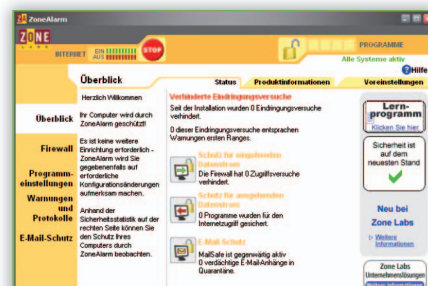 ZoneAlarm
ZONE
LABS
INTERNET
EIN
AUS
STOP
PROGRAMME
Alle Systeme aktiv
Hilfe
Überblick
Status
Produktinformationen
Voreinstellungen
Überblick
Firewall
Programm-
einstellungen
Warnungen
und
Protokolle
E-Mail-Schutz
Herzlich Willkommen
Ihr Computer wird durch
ZoneAlarm geschützt!
Es ist keine weitere
Einrichtung erforderlich -
ZoneAlarm wird Sie
gegebenenfalls auf
erforderliche
Konfigurationsänderungen
aufmerksam machen.
Anhand der
Sicherheitsstatistik auf der
rechten Seite können Sie
den Schutz Ihres
Computers durch
ZoneAlarm beobachten.
Verhinderte Eindringungsversuche
Seit der Installation wurden 0 Eindringungsversuche
verhindert.
0 dieser Eindringungsversuche entsprachen
Warnungen ersten Ranges.
Schutz für eingehenden
Datenstrom
Die Firewall hat 0 Zugriffsversuche
verhindert.
Schutz für ausgehenden
Datenstrom
0 Programme wurden für den
Internetzugriff gesichert.
E-Mail-Schutz
MailSafe ist gegenwärtig aktiv
0 verdächtige E-Mail-Anhänge in
Quarantäne.
Lern-
programm
Klicken Sie hier
Sicherheit ist
auf dem
neuesten Stand
Neu bei
Zone Labs
Weitere
Informationen
Zone Labs
Unternehmenslösungen
Weitere Informationen